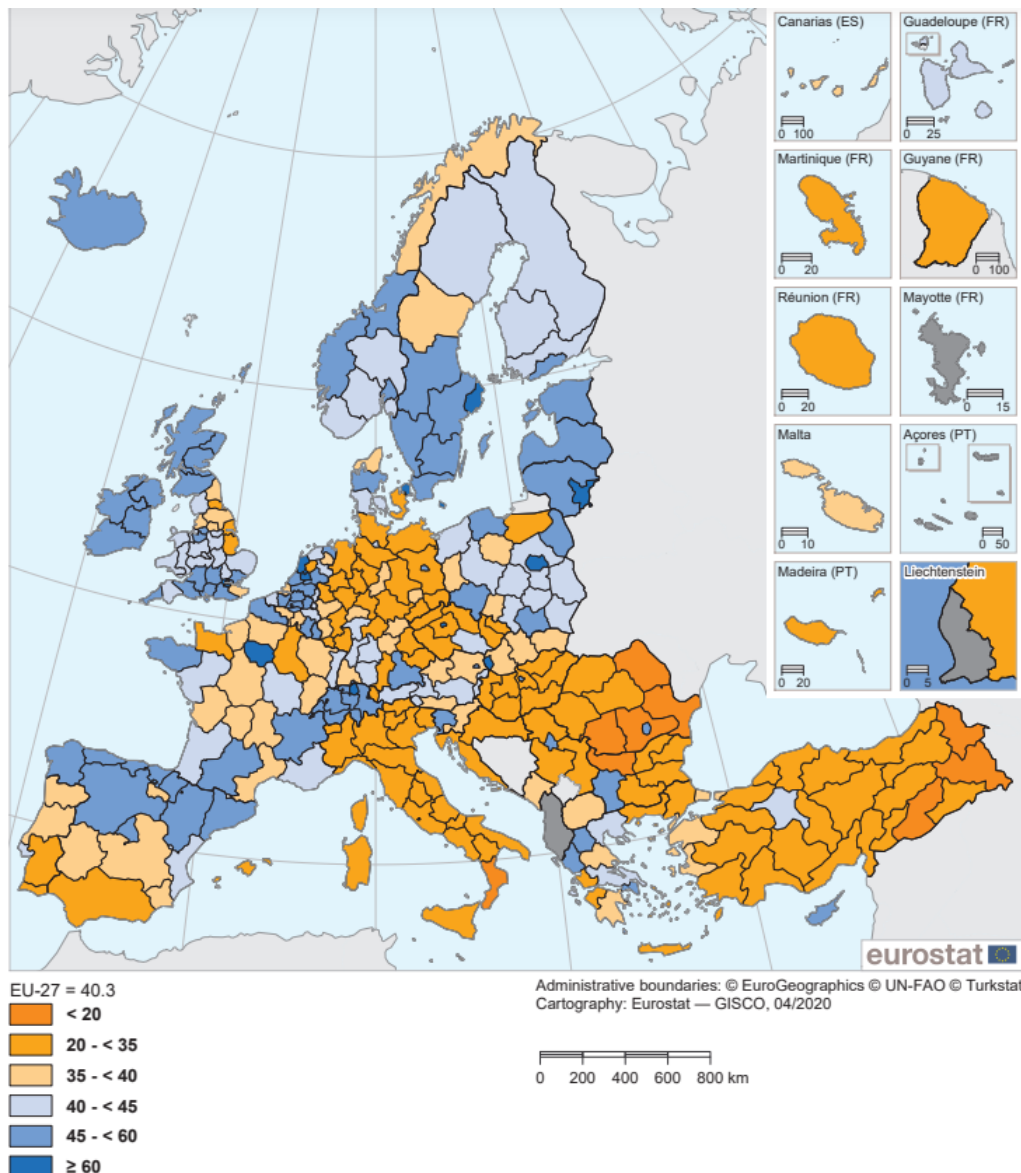 Canarias (ES)
0 100
Guadeloupe (FR)
0 25
Martinique (FR)
0 20
Guyane (FR)
0 100
Réunion (FR)
0 20
Mayotte (FR)
0 15
Malta
0 10
Açores (PT)
0 50
Madeira (PT)
0 20
Liechtenstein
0 5
eurostat
EU-27 = 40.3
< 20
20 - < 35
35 - < 40
40 - < 45
45 - < 60
≥ 60
Administrative boundaries: © EuroGeographics © UN-FAO © Turkstat
Cartography: Eurostat — GISCO, 04/2020
0 200 400 600 800 km